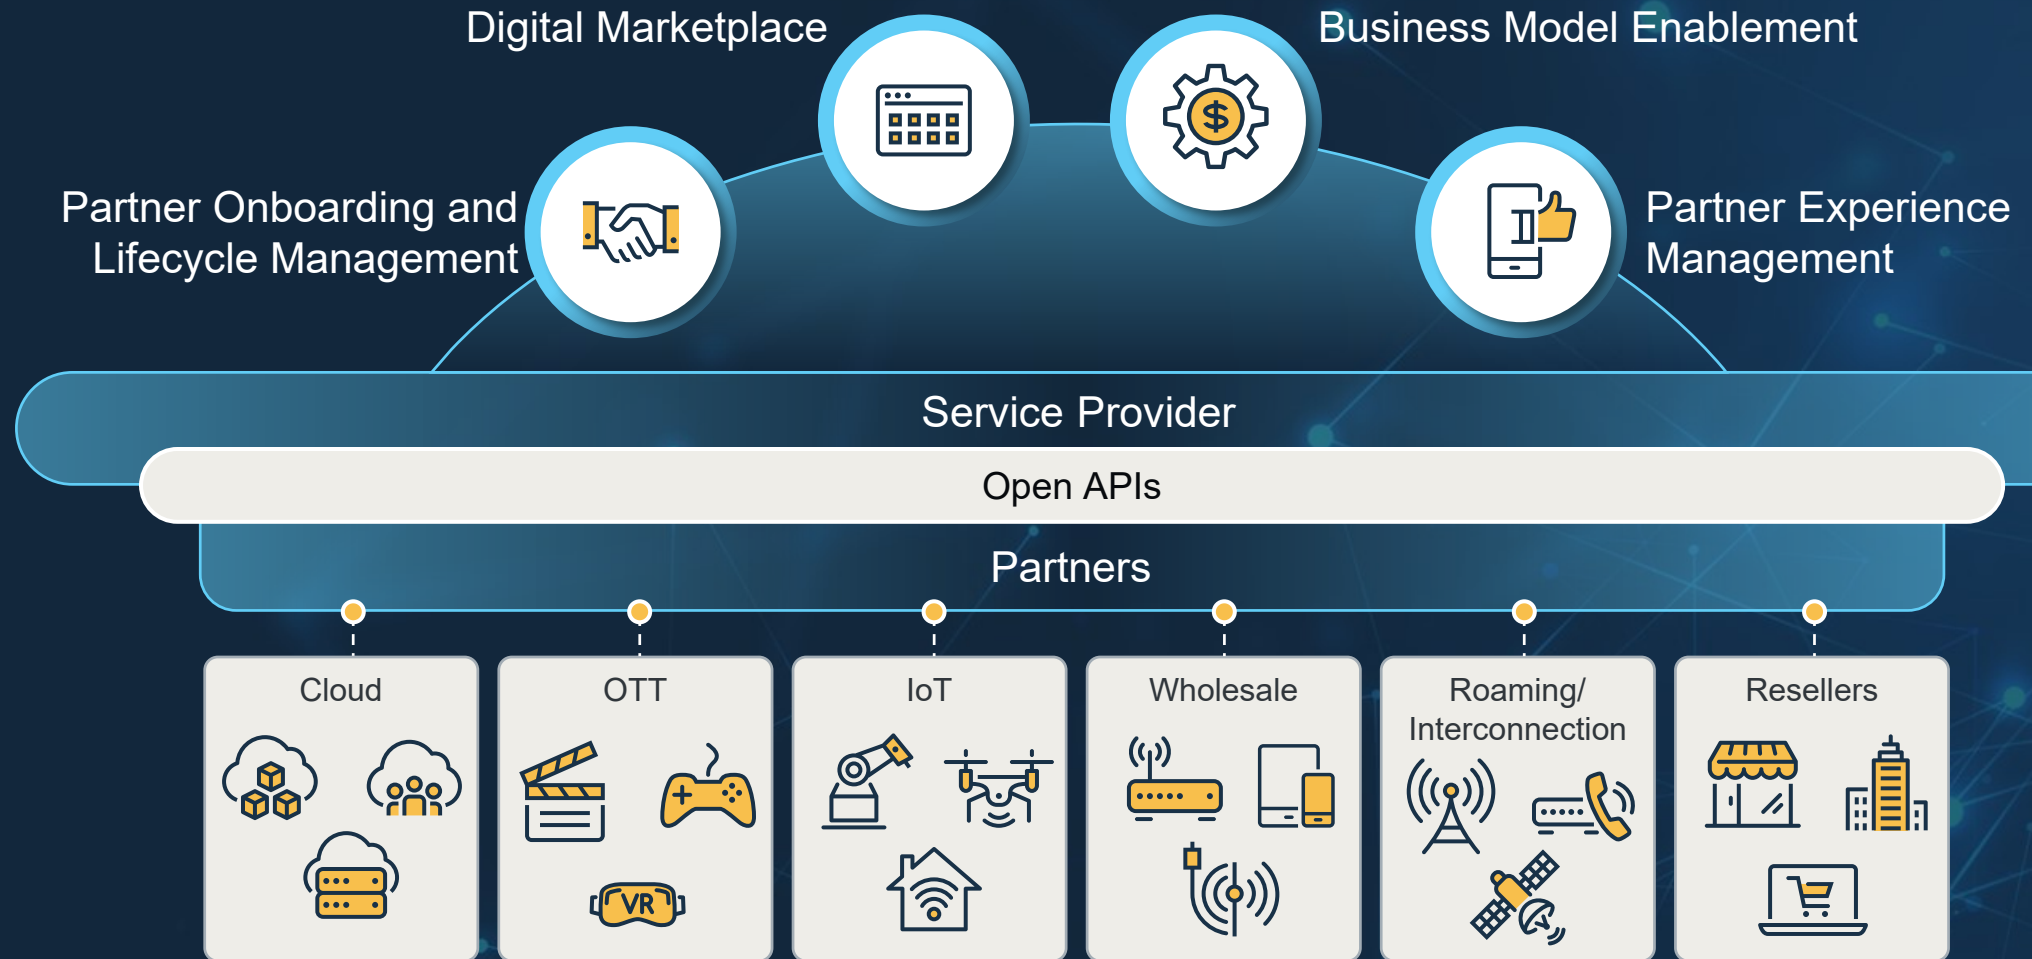 Digital Marketplace
Business Model Enablement
Partner Onboarding and
Lifecycle Management
Partner Experience
Management
Service Provider
Open APIs
Partners
Cloud
OTT
IoT
Wholesale
Roaming/
Interconnection
Resellers
VR